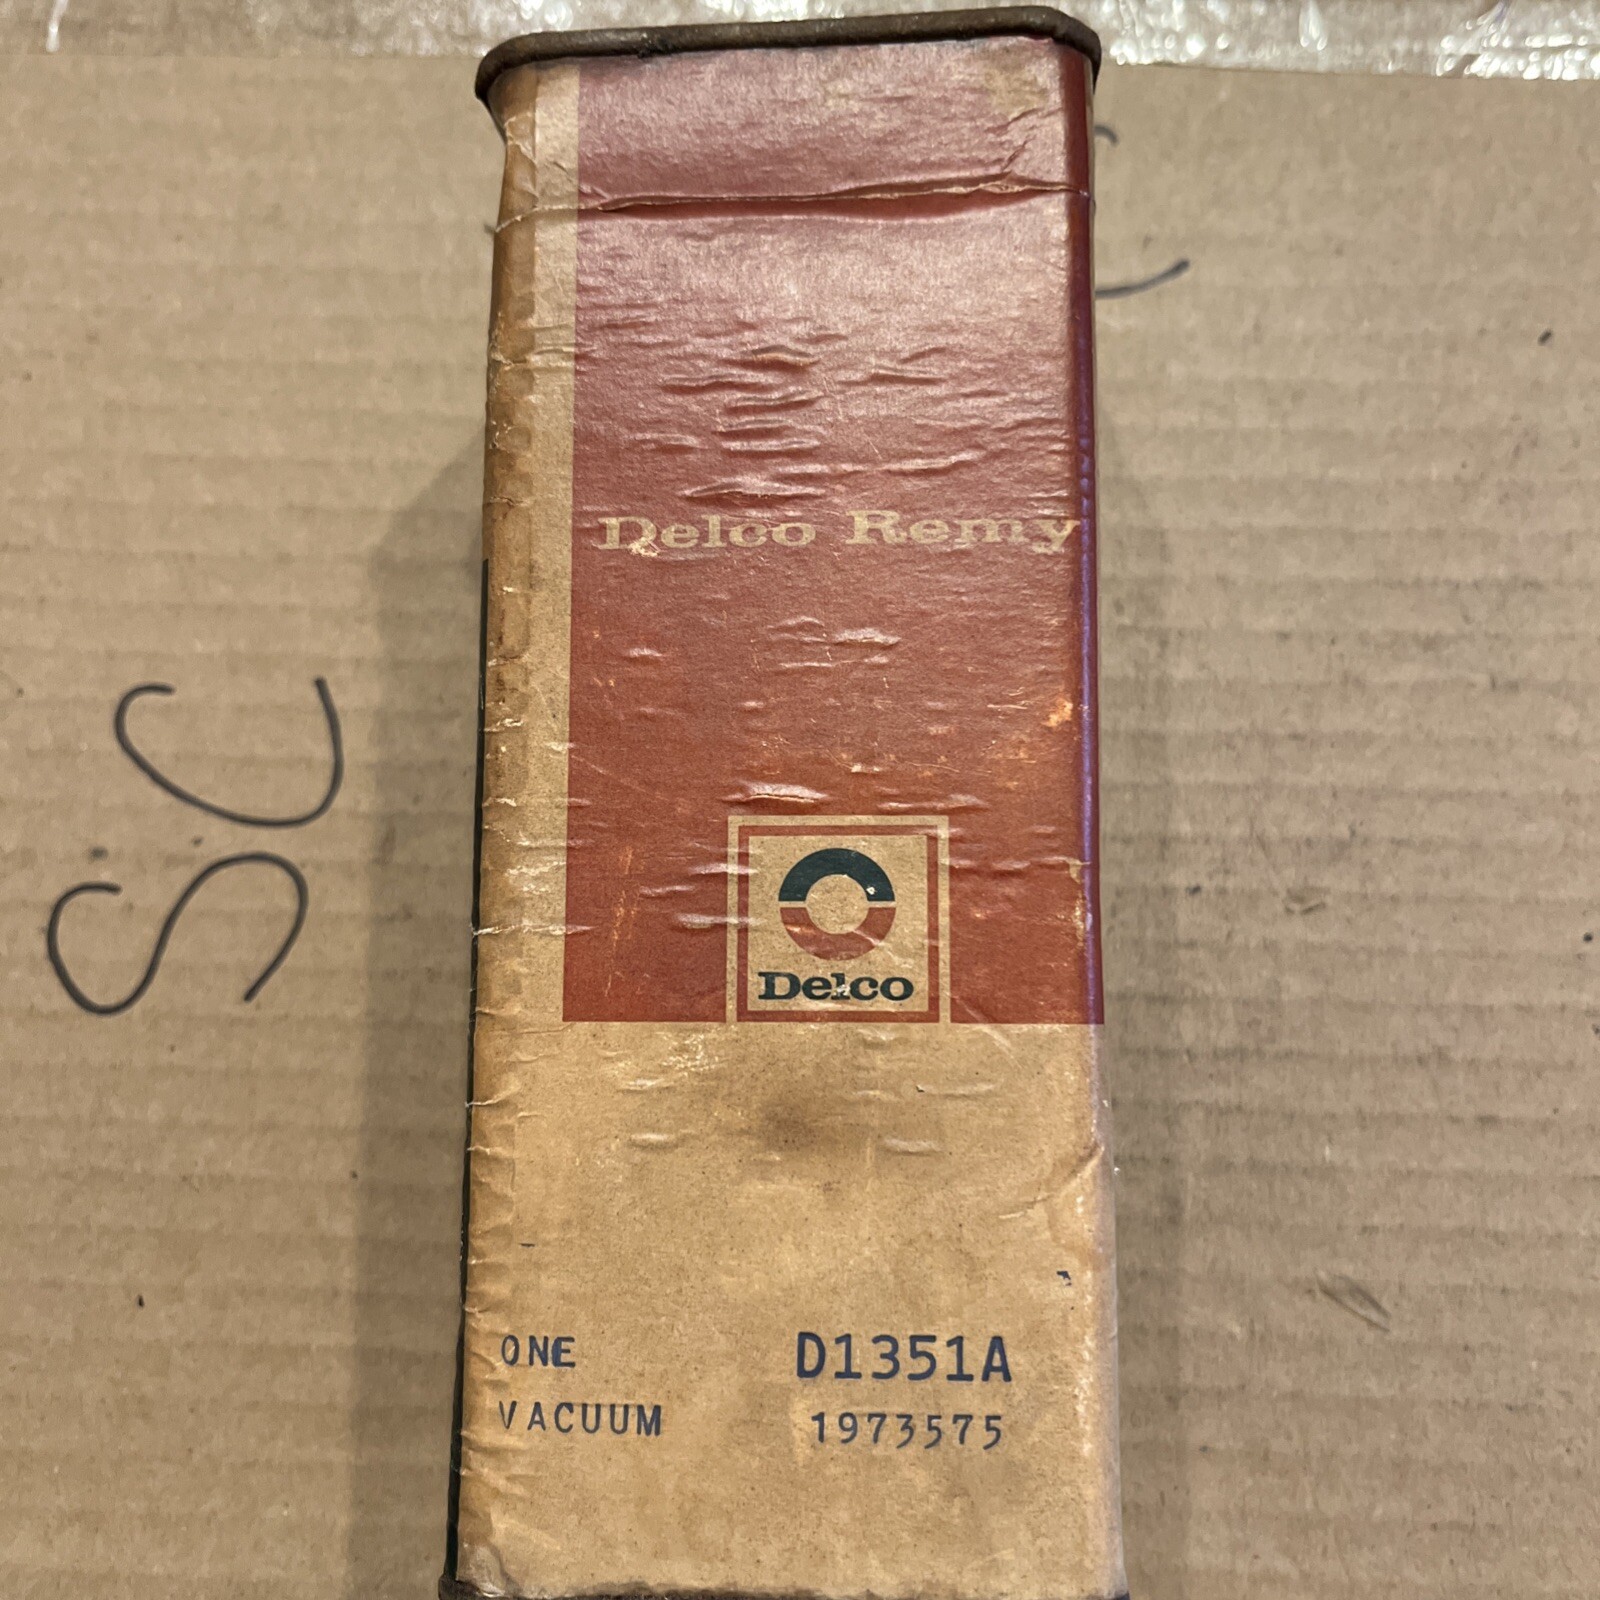 Delco Remy
Delco
ONE
D1351A
VACUUM
1973575
SC